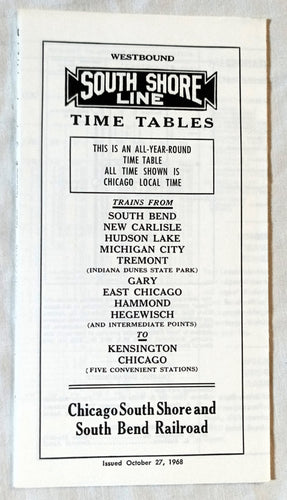 WESTBOUND
SOUTH SHORE
LINE
TIME TABLES
THIS IS AN ALL-YEAR-ROUND
TIME TABLE
ALL TIME SHOWN IS
CHICAGO LOCAL TIME
TRAINS FROM
SOUTH BEND
NEW CARLISLE
HUDSON LAKE
MICHIGAN CITY
TREMONT
(INDIANA DUNES STATE PARK)
GARY
EAST CHICAGO
HAMMOND
HEGEWISCH
(AND INTERMEDIATE POINTS)
TO
KENSINGTON
CHICAGO
(FIVE CONVENIENT STATIONS)
Chicago South Shore and
South Bend Railroad
Issued October 27, 1968